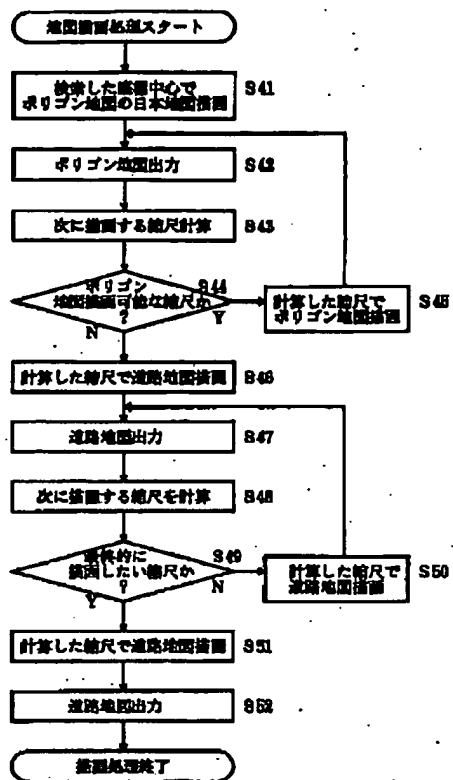 地図描画処理スタート
検索した座標中心で
ポリゴン地図の日本地図描画
S41
ポリゴン地図出力
S42
次に描画する縮尺計算
S43
ポリゴン
地図描画可能な縮尺か
?
S44
N
Y
計算した縮尺で
ポリゴン地図描画
S45
計算した縮尺で道路地図描画
S46
道路地図出力
S47
次に描画する縮尺を計算
S48
最終的に
描画したい縮尺か
?
S49
Y
N
計算した縮尺で
道路地図描画
S50
計算した縮尺で道路地図描画
S51
道路地図出力
S52
描画処理終了